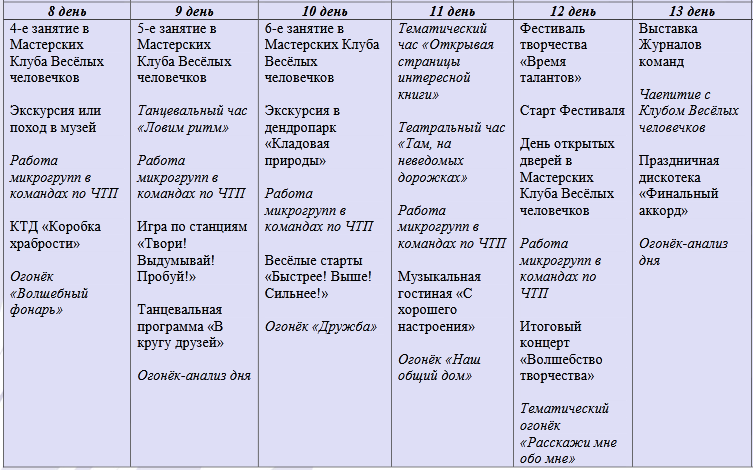 8 день
4-е занятие в
Мастерских
Клуба Весёлых
человечков
Экскурсия или
поход в музей
Работа
микрогрупп в
командах по ЧТП
КТД «Коробка
храбрости»
Огонёк
«Волшебный
фонарь»
9 день
5-е занятие в
Мастерских
Клуба Весёлых
человечков
Танцевальный час
«Ловим ритм»
Работа
микрогрупп в
командах по ЧТП
Игра по станциям
«Твори!
Выдумывай!
Пробуй!»
Танцевальная
программа «В
кругу друзей»
Огонёк-анализ дня
10 день
6-е занятие в
Мастерских Клуба
Весёлых
человечков
Экскурсия в
дендропарк
«Кладовая
природы»
Работа
микрогрупп в
командах по ЧТП
Весёлые старты
«Быстрее! Выше!
Сильнее!»
Огонёк «Дружба»
11 день
Тематический
час «Открывая
страницы
интересной
книги»
Театральный час
«Там, на
неведомых
дорожках»
Работа
микрогрупп в
командах по ЧТП
Музыкальная
гостиная «С
хорошего
настроения»
Огонёк «Наш
общий дом»
12 день
Фестиваль
творчества
«Время
талантов»
Старт Фестиваля
День открытых
дверей в
Мастерских
Клуба Весёлых
человечков
Работа
микрогрупп в
командах по
ЧТП
Итоговый
концерт
«Волшебство
творчества»
Тематический
огонёк
«Расскажи мне
обо мне»
13 день
Выставка
Журналов
команд
Чаепитие с
Клубом Весёлых
человечков
Праздничная
дискотека
«Финальный
аккорд»
Огонёк-анализ
дня